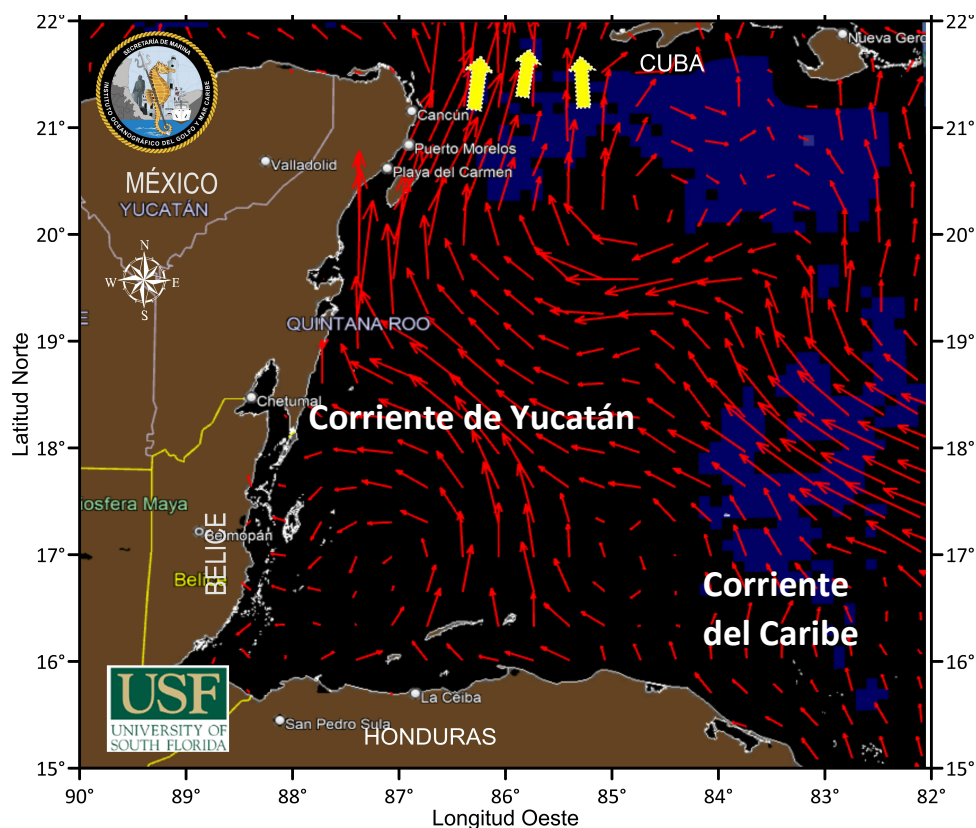 22°
21°
20°
19°
18°
17°
16°
15°
Latitud Norte
SECRETARÍA DE MARINA
INSTITUTO OCEANOGRÁFICO DEL GOLFO Y MAR CARIBE
CUBA
Nueva Gero
Cancún
Puerto Morelos
Playa del Carmen
Valladolid
MÉXICO
YUCATÁN
N
W E
S
QUINTANA ROO
Chetumal
Corriente de Yucatán
iosfera Maya
Belmopán
BELICE
Belice
Corriente
del Caribe
USF
UNIVERSITY OF
SOUTH FLORIDA
La Ceiba
San Pedro Sula
HONDURAS
22°
21°
20°
19°
18°
17°
16°
15°
90° 89° 88° 87° 86° 85° 84° 83° 82°
Longitud Oeste